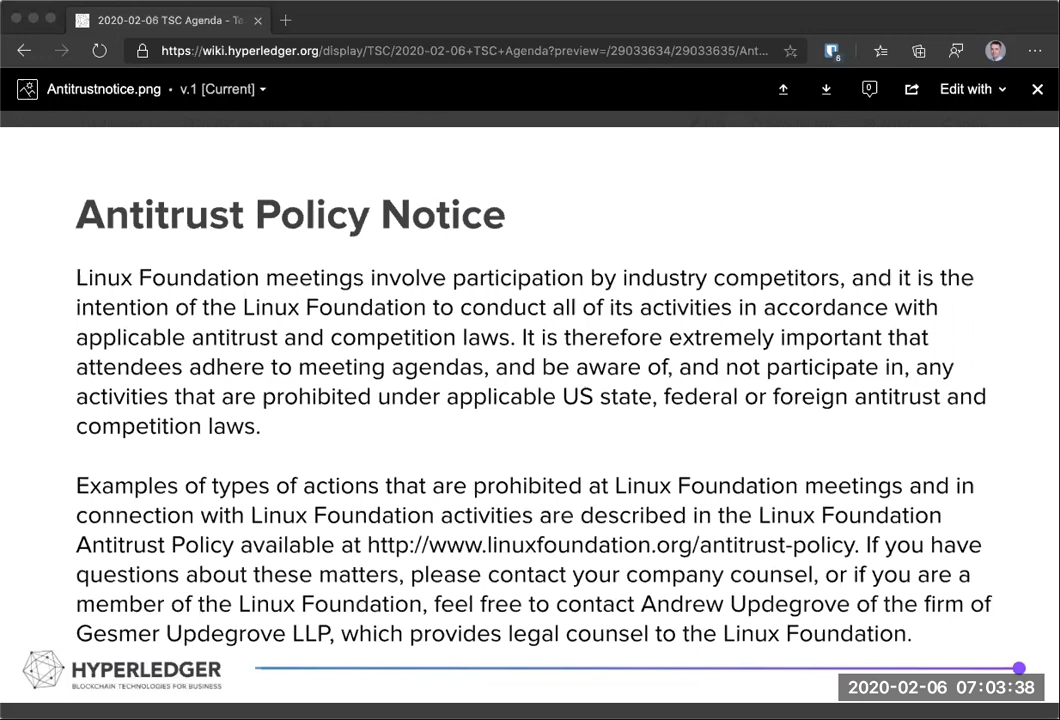 2020-02-06 TSC Agenda - Te
https://wiki.hyperledger.org/display/TSC/2020-02-06+TSC+Agenda?preview=/29033634/29033635/Ant...
6
Antitrustnotice.png • v.1 [Current]
0
Edit with
Antitrust Policy Notice
Linux Foundation meetings involve participation by industry competitors, and it is the
intention of the Linux Foundation to conduct all of its activities in accordance with
applicable antitrust and competition laws. It is therefore extremely important that
attendees adhere to meeting agendas, and be aware of, and not participate in, any
activities that are prohibited under applicable US state, federal or foreign antitrust and
competition laws.
Examples of types of actions that are prohibited at Linux Foundation meetings and in
connection with Linux Foundation activities are described in the Linux Foundation
Antitrust Policy available at http://www.linuxfoundation.org/antitrust-policy. If you have
questions about these matters, please contact your company counsel, or if you are a
member of the Linux Foundation, feel free to contact Andrew Updegrove of the firm of
Gesmer Updegrove LLP, which provides legal counsel to the Linux Foundation.
HYPERLEDGER
BLOCKCHAIN TECHNOLOGIES FOR BUSINESS
2020-02-06 07:03:38